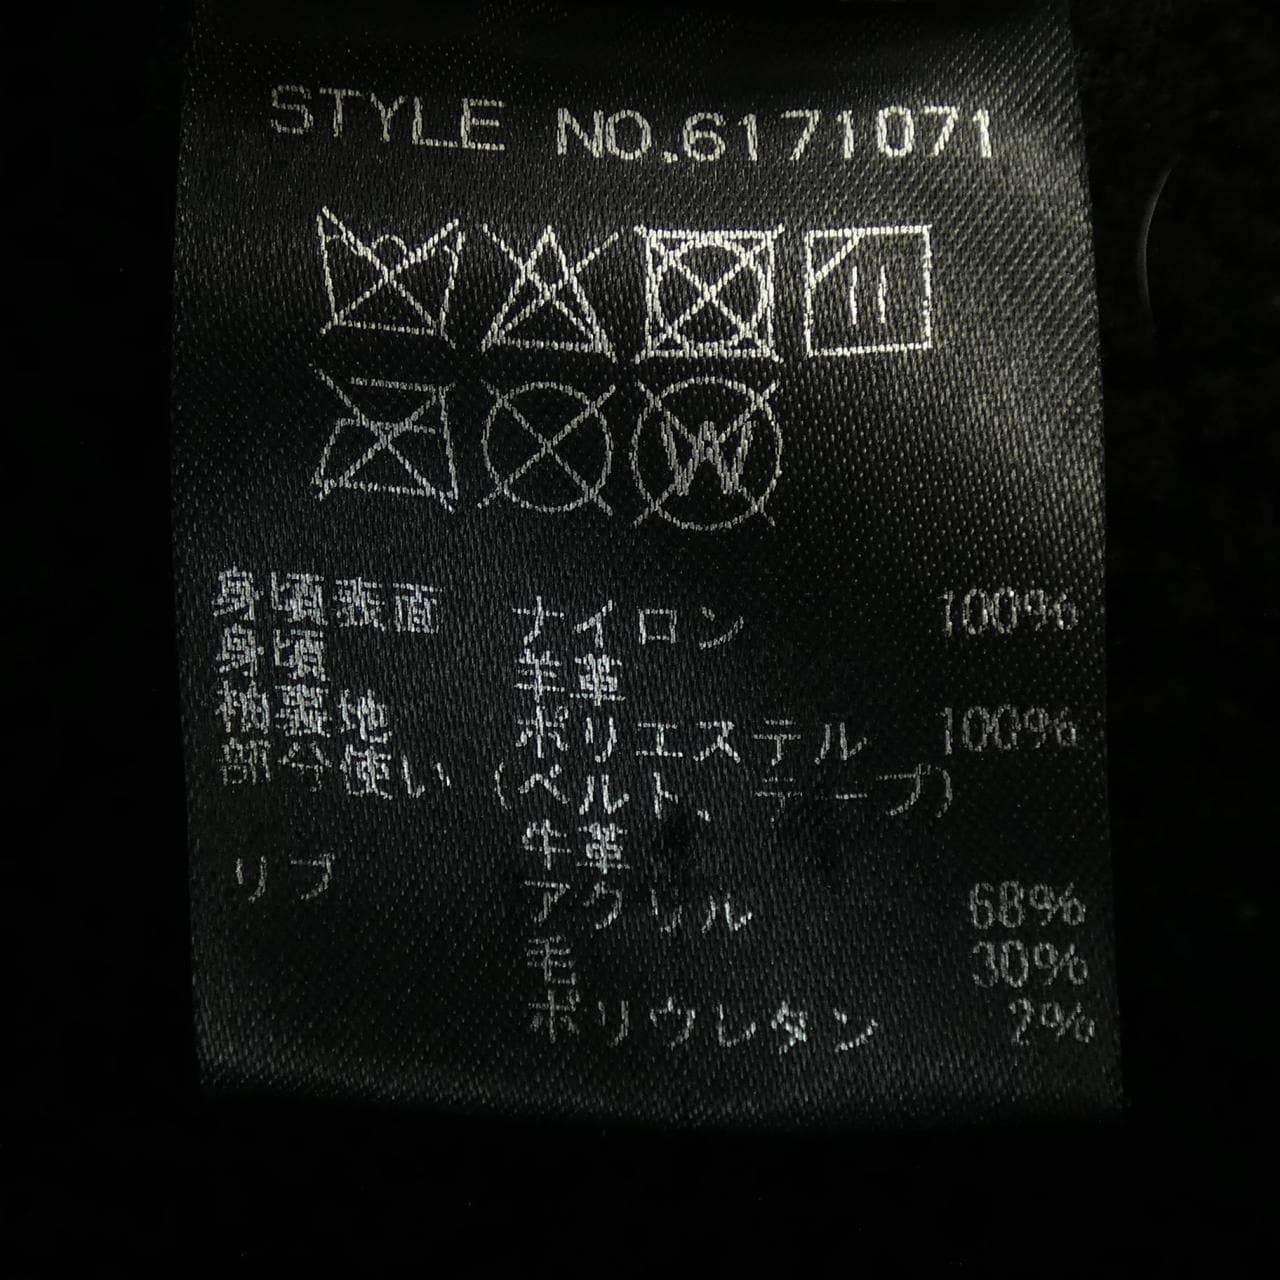 STYLE NO.6171071
W
身頃表面 ナイロン 100%
身頃 羊革
袖裏地 ポリエステル 100%
部分使い (ベルト、テープ)
牛革
リブ アクリル 68%
毛 30%
ポリウレタン 2%